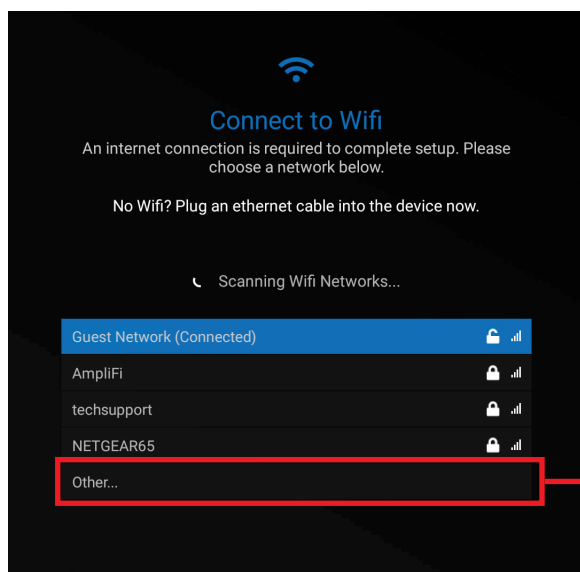 Connect to Wifi
An internet connection is required to complete setup. Please
choose a network below.
No Wifi? Plug an ethernet cable into the device now.
Scanning Wifi Networks...
Guest Network (Connected)
AmpliFi
techsupport
NETGEAR65
Other...